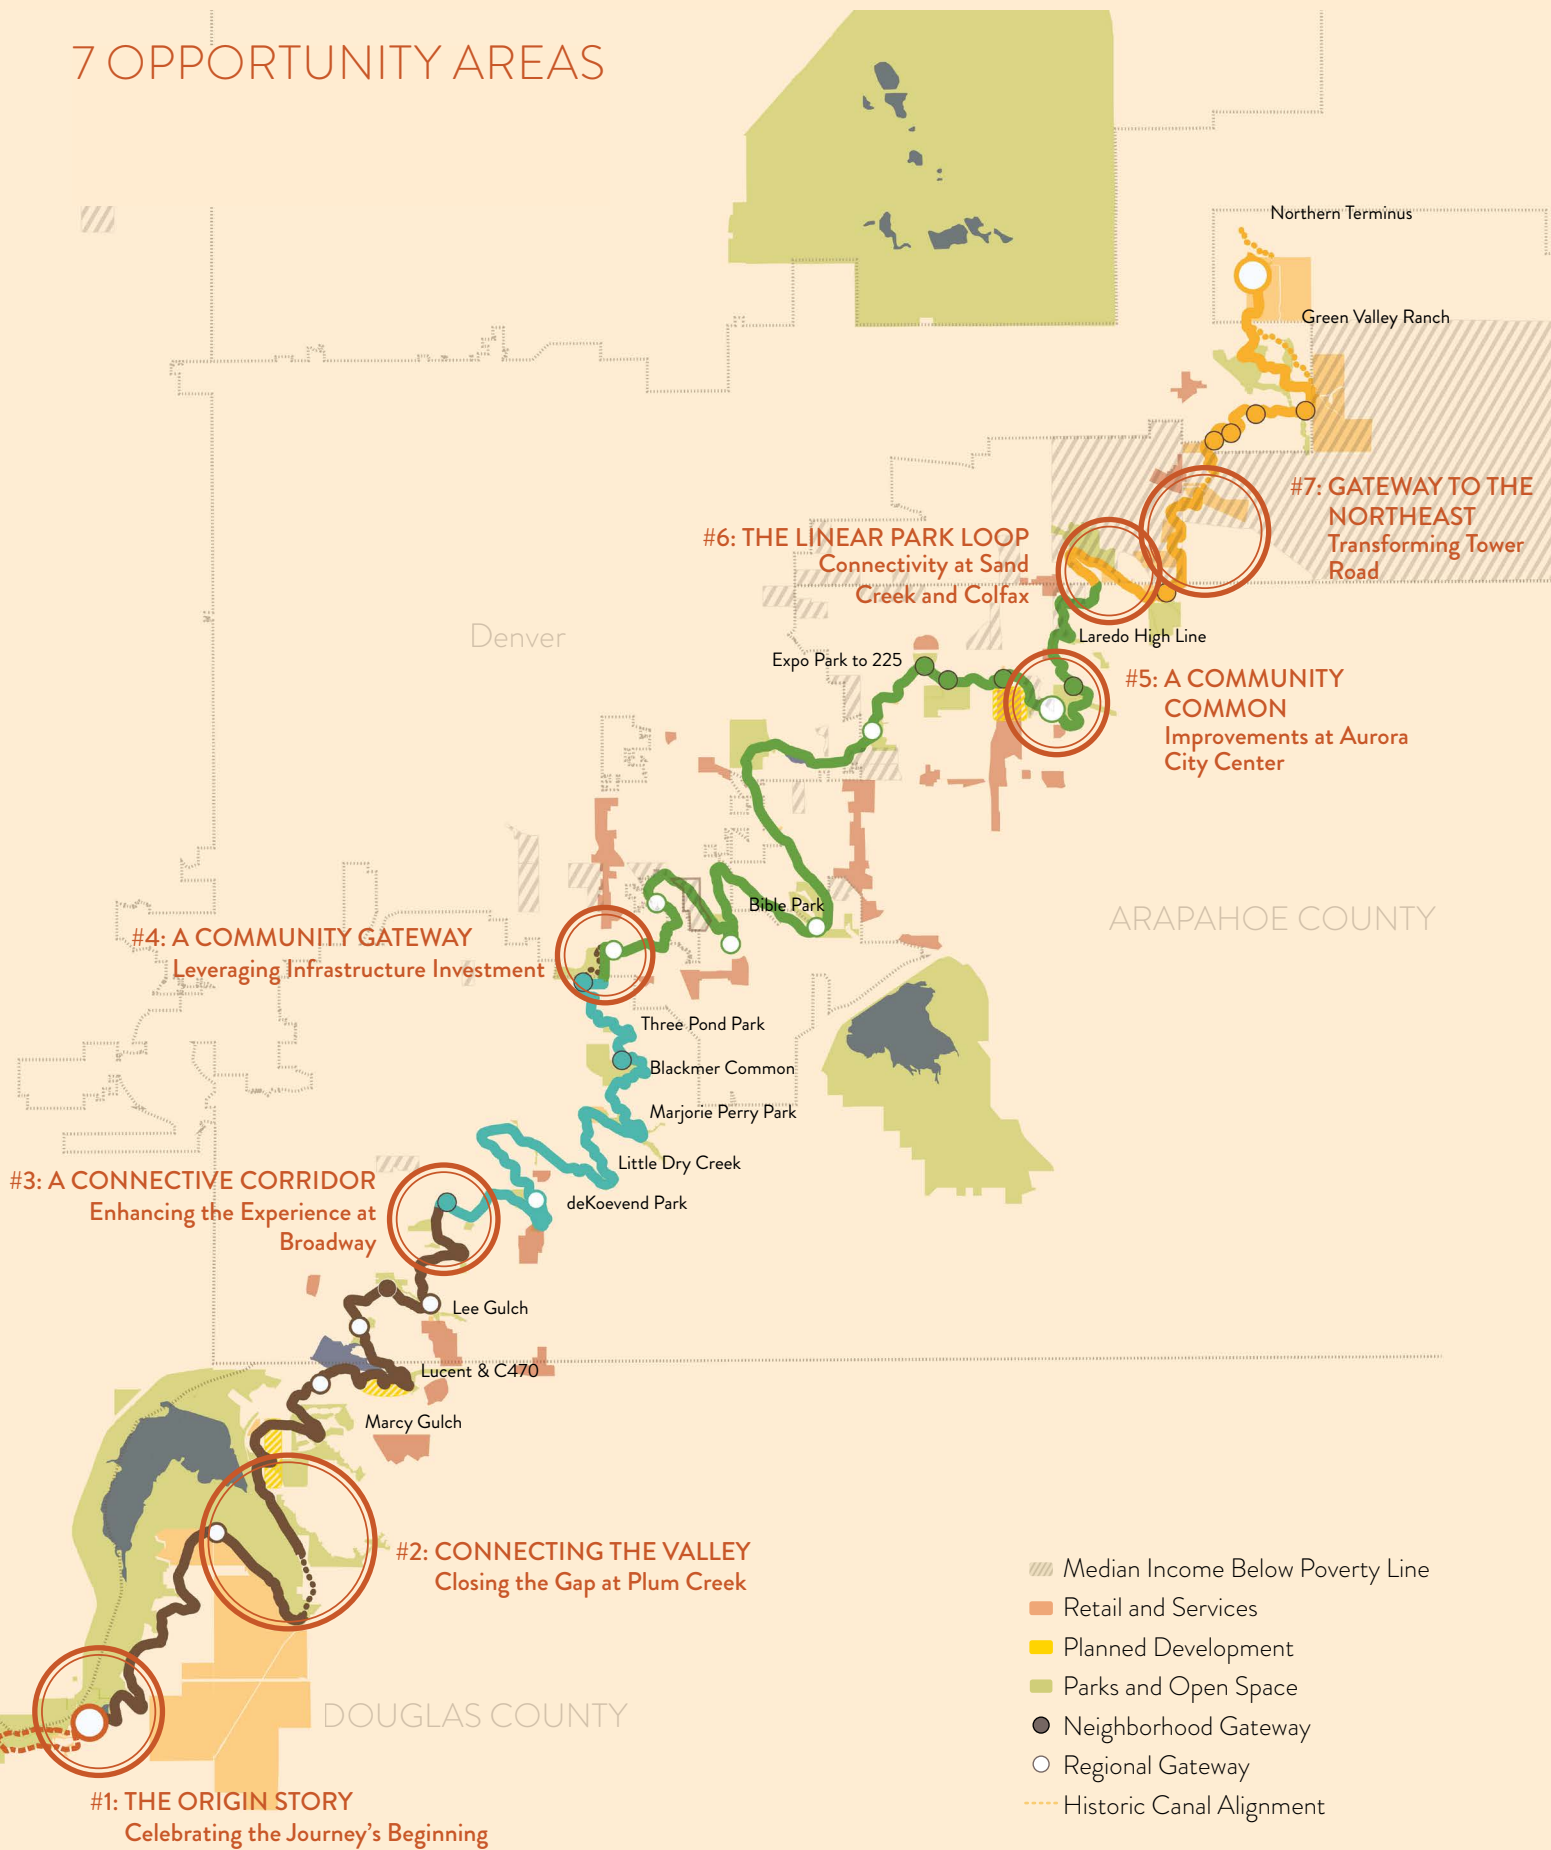 7 OPPORTUNITY AREAS
Northern Terminus
Green Valley Ranch
#7: GATEWAY TO THE
NORTHEAST
Transforming Tower
Road
#6: THE LINEAR PARK LOOP
Connectivity at Sand
Creek and Colfax
Denver
Laredo High Line
Expo Park to 225
#5: A COMMUNITY
COMMON
Improvements at Aurora
City Center
Bible Park
ARAPAHOE COUNTY
#4: A COMMUNITY GATEWAY
Leveraging Infrastructure Investment
Three Pond Park
Blackmer Common
Marjorie Perry Park
Little Dry Creek
#3: A CONNECTIVE CORRIDOR
Enhancing the Experience at
Broadway
deKoevend Park
Lee Gulch
Lucent & C470
Marcy Gulch
#2: CONNECTING THE VALLEY
Closing the Gap at Plum Creek
DOUGLAS COUNTY
#1: THE ORIGIN STORY
Celebrating the Journey's Beginning
Median Income Below Poverty Line
Retail and Services
Planned Development
Parks and Open Space
Neighborhood Gateway
Regional Gateway
Historic Canal Alignment